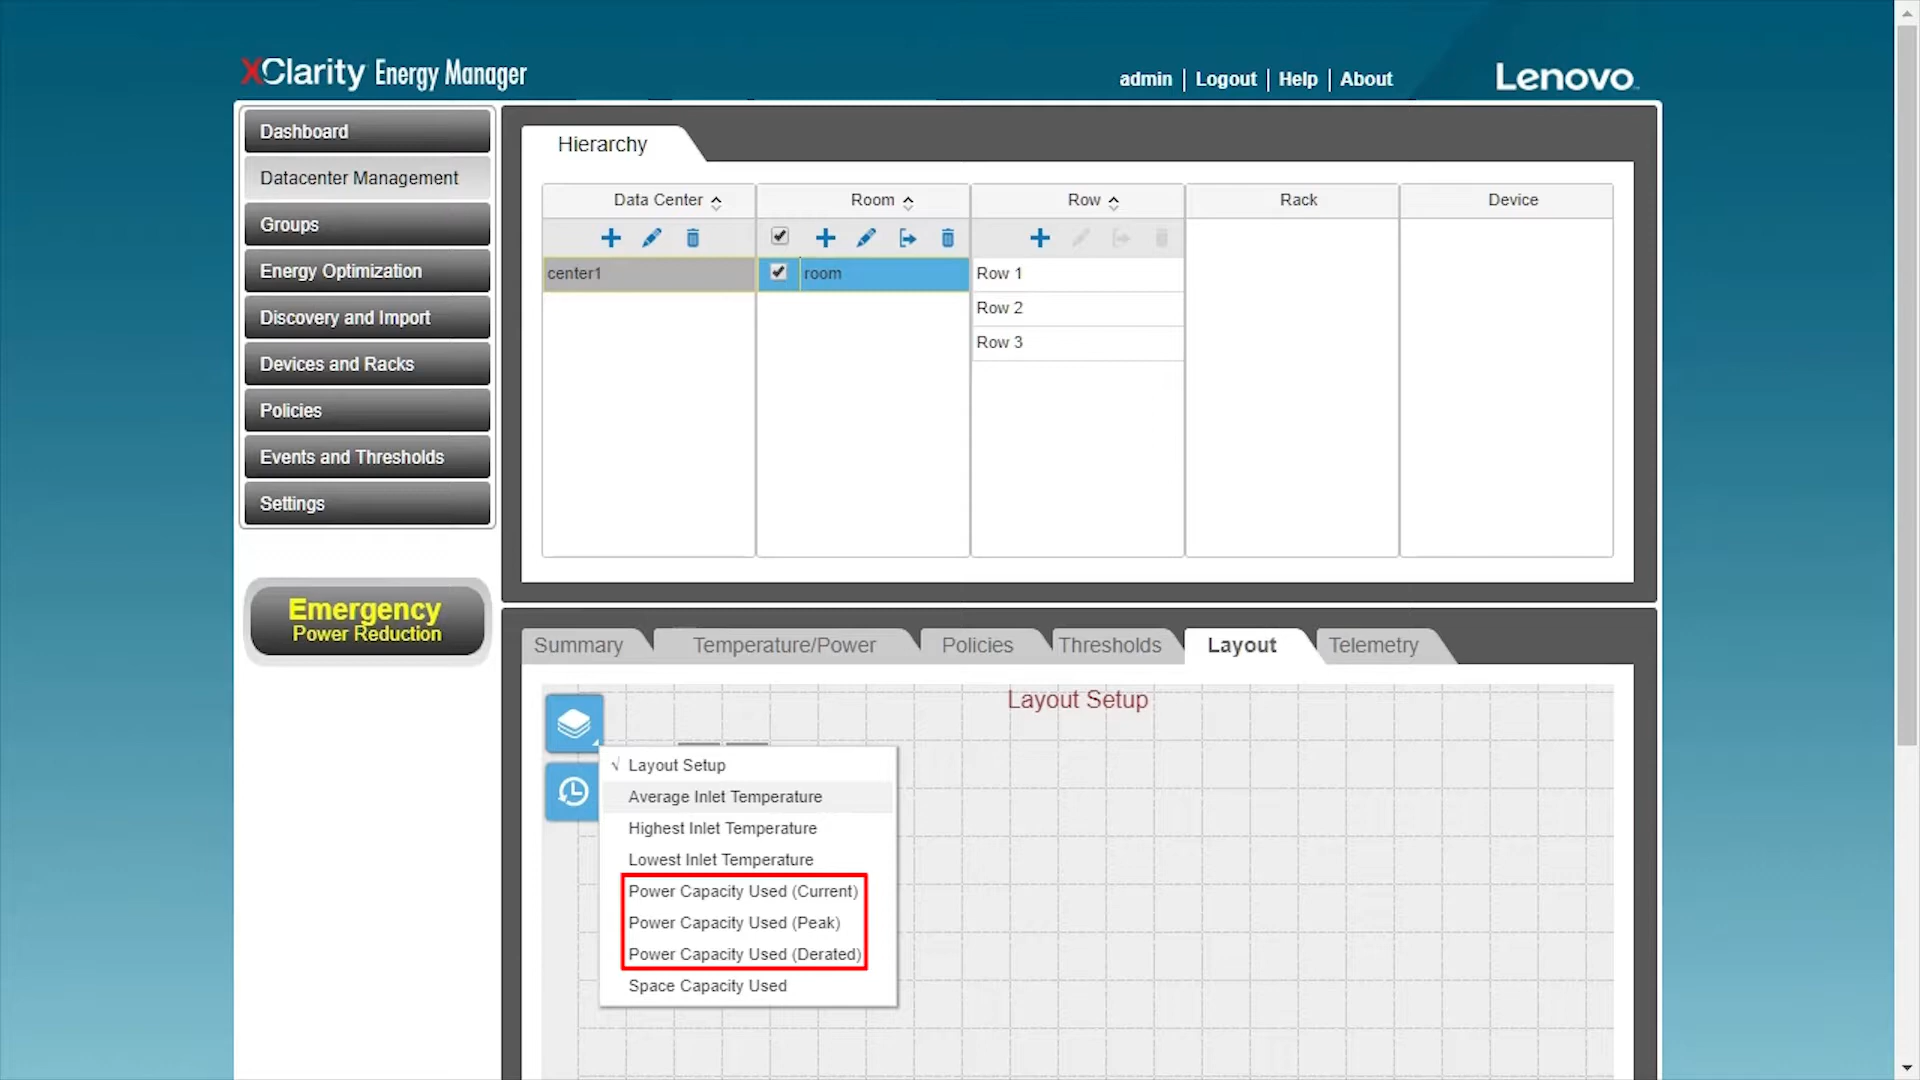 XClarity Energy Manager
admin | Logout | Help | About
Lenovo
Dashboard
Datacenter Management
Groups
Energy Optimization
Discovery and Import
Devices and Racks
Policies
Events and Thresholds
Settings
Emergency
Power Reduction
Hierarchy
Data Center
Room
Row
Rack
Device
center1
room
Row 1
Row 2
Row 3
Summary
Temperature/Power
Policies
Thresholds
Layout
Telemetry
Layout Setup
√ Layout Setup
Average Inlet Temperature
Highest Inlet Temperature
Lowest Inlet Temperature
Power Capacity Used (Current)
Power Capacity Used (Peak)
Power Capacity Used (Derated)
Space Capacity Used